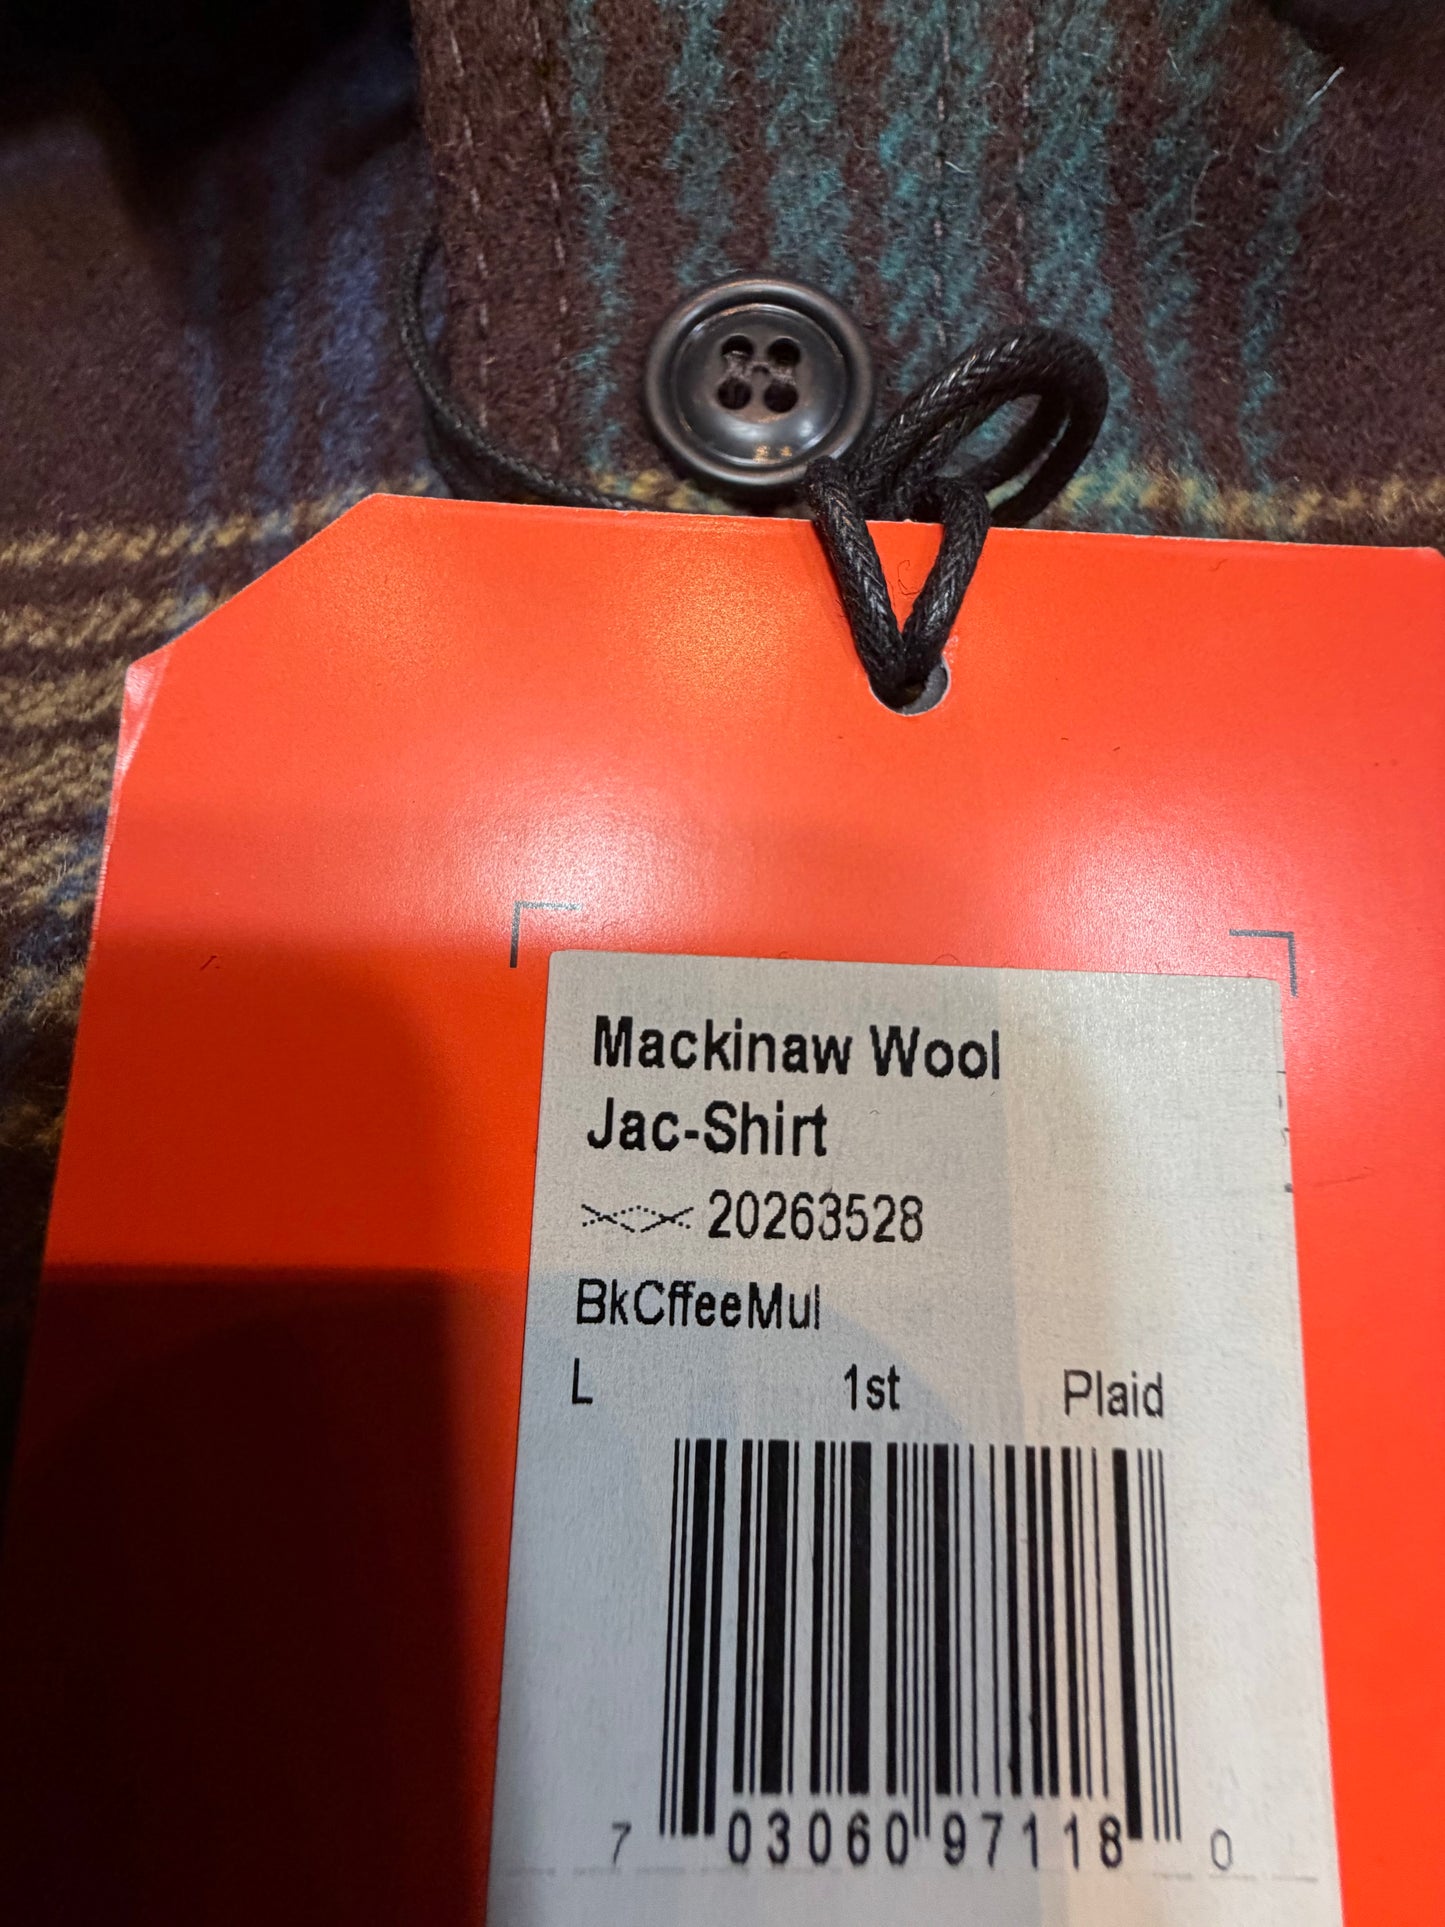 Mackinaw Wool
Jac-Shirt
20263528
BkCffeeMul
L 1st Plaid
7 03060 97118 0